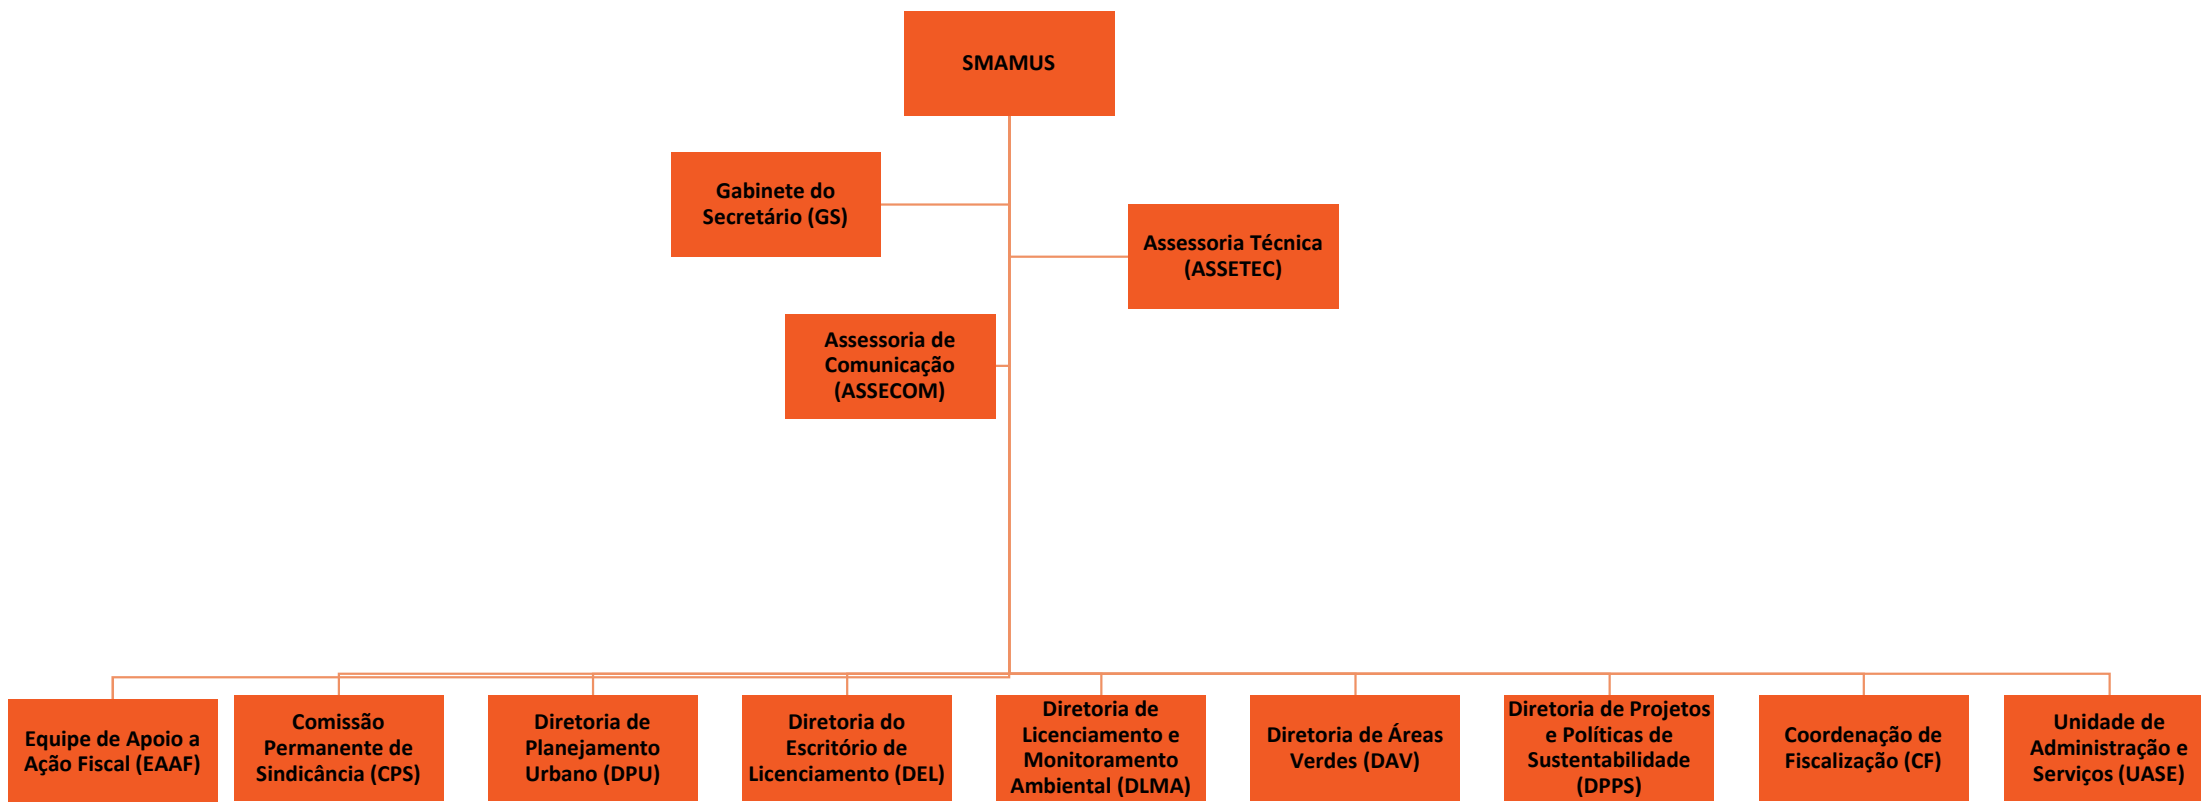 SMAMUS
Gabinete do
Secretário (GS)
Assessoria Técnica
(ASSETEC)
Assessoria de
Comunicação
(ASSECOM)
Equipe de Apoio a
Ação Fiscal (EAAF)
Comissão
Permanente de
Sindicância (CPS)
Diretoria de
Planejamento
Urbano (DPU)
Diretoria do
Escritório de
Licenciamento (DEL)
Diretoria de
Licenciamento e
Monitoramento
Ambiental (DLMA)
Diretoria de Áreas
Verdes (DAV)
Diretoria de Projetos
e Políticas de
Sustentabilidade
(DPPS)
Coordenação de
Fiscalização (CF)
Unidade de
Administração e
Serviços (UASE)